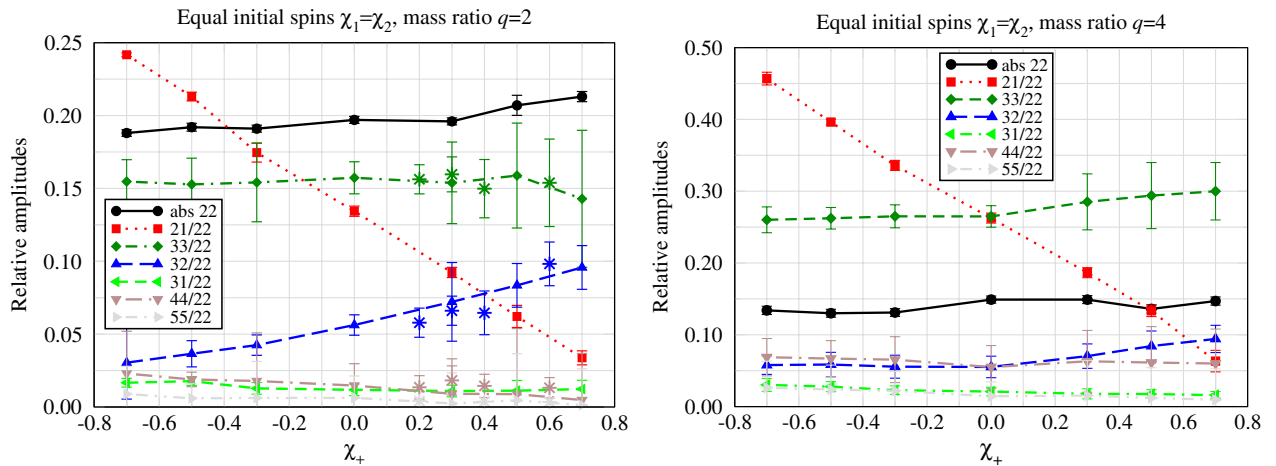 Equal initial spins χ₁=χ₂, mass ratio q=2
Relative amplitudes
0.25
0.20
0.15
0.10
0.05
0.00
abs 22
21/22
33/22
32/22
31/22
44/22
55/22
-0.8 -0.6 -0.4 -0.2 0.0 0.2 0.4 0.6 0.8
χ₊
Equal initial spins χ₁=χ₂, mass ratio q=4
Relative amplitudes
0.50
0.40
0.30
0.20
0.10
0.00
abs 22
21/22
33/22
32/22
31/22
44/22
55/22
-0.8 -0.6 -0.4 -0.2 0.0 0.2 0.4 0.6 0.8
χ₊